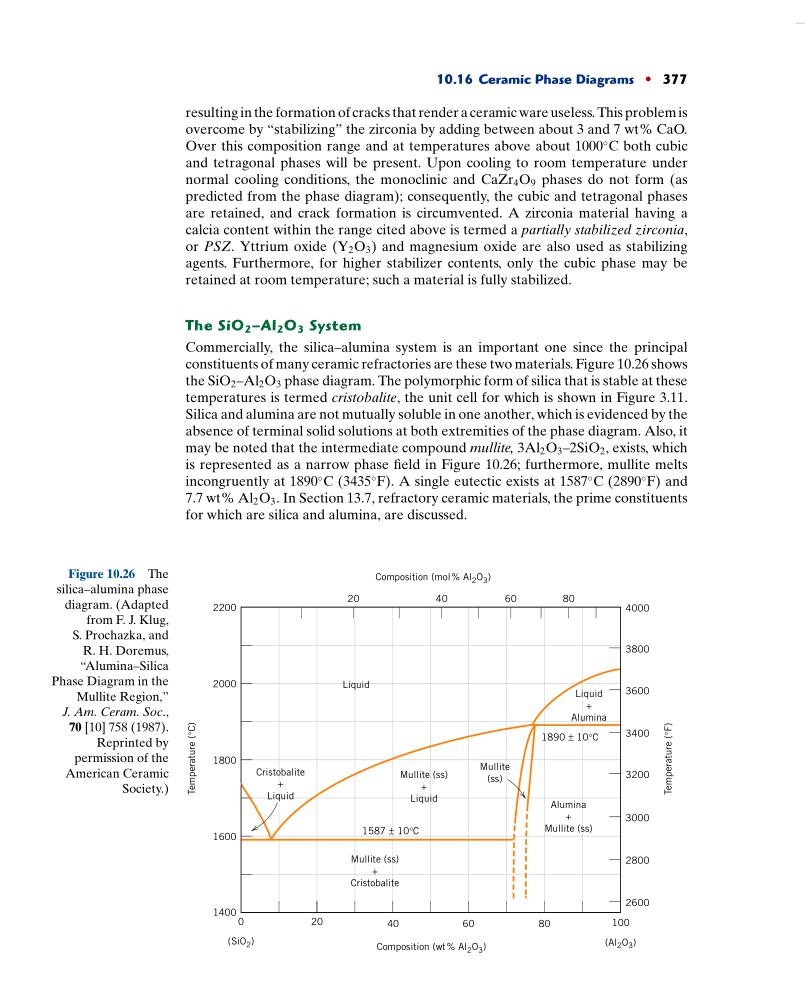 10.16 Ceramic Phase Diagrams • 377
resulting in the formation of cracks that render a ceramic ware useless. This problem is
overcome by “stabilizing” the zirconia by adding between about 3 and 7 wt% CaO.
Over this composition range and at temperatures above about 1000°C both cubic
and tetragonal phases will be present. Upon cooling to room temperature under
normal cooling conditions, the monoclinic and CaZr₄O₉ phases do not form (as
predicted from the phase diagram); consequently, the cubic and tetragonal phases
are retained, and crack formation is circumvented. A zirconia material having a
calcia content within the range cited above is termed a partially stabilized zirconia,
or PSZ. Yttrium oxide (Y₂O₃) and magnesium oxide are also used as stabilizing
agents. Furthermore, for higher stabilizer contents, only the cubic phase may be
retained at room temperature; such a material is fully stabilized.
The SiO₂–Al₂O₃ System
Commercially, the silica–alumina system is an important one since the principal
constituents of many ceramic refractories are these two materials. Figure 10.26 shows
the SiO₂–Al₂O₃ phase diagram. The polymorphic form of silica that is stable at these
temperatures is termed cristobalite, the unit cell for which is shown in Figure 3.11.
Silica and alumina are not mutually soluble in one another, which is evidenced by the
absence of terminal solid solutions at both extremities of the phase diagram. Also, it
may be noted that the intermediate compound mullite, 3Al₂O₃–2SiO₂, exists, which
is represented as a narrow phase field in Figure 10.26; furthermore, mullite melts
incongruently at 1890°C (3435°F). A single eutectic exists at 1587°C (2890°F) and
7.7 wt% Al₂O₃. In Section 13.7, refractory ceramic materials, the prime constituents
for which are silica and alumina, are discussed.
Figure 10.26 The
silica–alumina phase
diagram. (Adapted
from F. J. Klug,
S. Prochazka, and
R. H. Doremus,
“Alumina–Silica
Phase Diagram in the
Mullite Region,”
J. Am. Ceram. Soc.,
70 [10] 758 (1987).
Reprinted by
permission of the
American Ceramic
Society.)
Composition (mol% Al₂O₃)
20 40 60 80
2200
2000
1800
1600
1400
Temperature (°C)
4000
3800
3600
3400
3200
3000
2800
2600
Temperature (°F)
Liquid
Liquid
+
Alumina
1890 ± 10°C
Cristobalite
+
Liquid
Mullite (ss)
+
Liquid
Mullite
(ss)
Alumina
+
Mullite (ss)
1587 ± 10°C
Mullite (ss)
+
Cristobalite
0 20 40 60 80 100
(SiO₂)
Composition (wt% Al₂O₃)
(Al₂O₃)